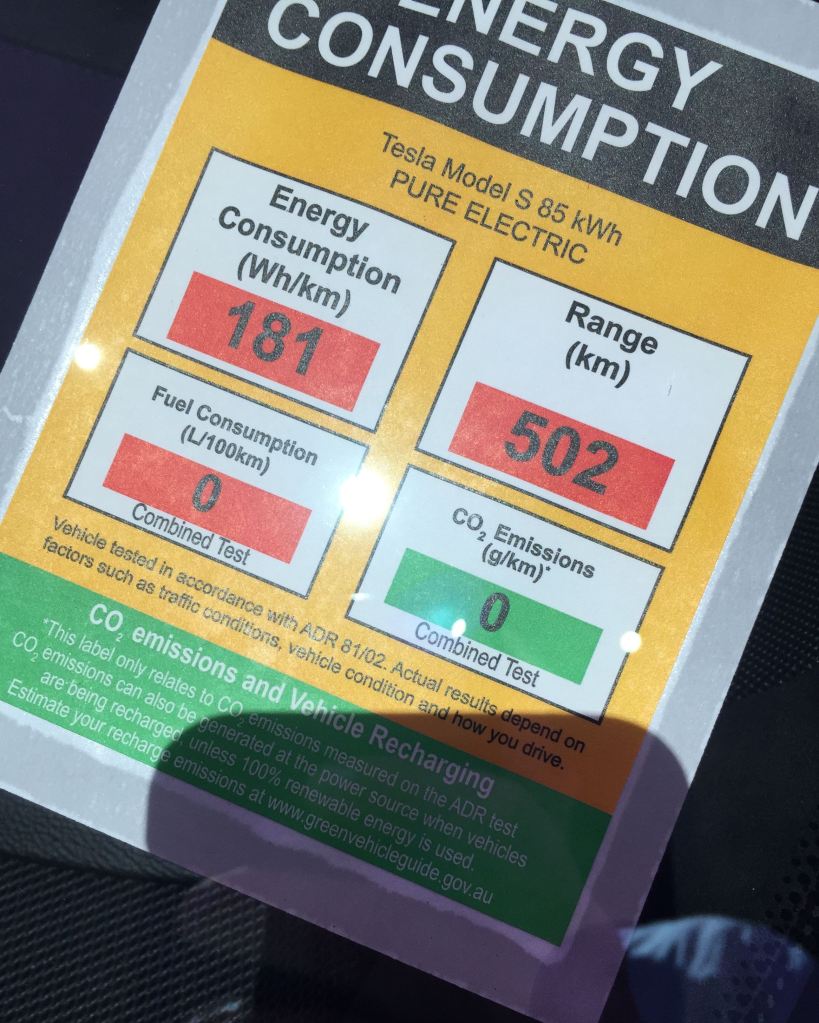 ENERGY
CONSUMPTION
Tesla Model S 85 kWh
PURE ELECTRIC
Energy
Consumption
(Wh/km)
181
Range
(km)
502
Fuel Consumption
(L/100km)
0
Combined Test
CO₂ Emissions
(g/km)*
0
Combined Test
Vehicle tested in accordance with ADR 81/02. Actual results depend on
factors such as traffic conditions, vehicle condition and how you drive.
CO₂ emissions and Vehicle Recharging
*This label only relates to CO₂ emissions measured on the ADR test
CO₂ emissions can also be generated at the power source when vehicles
are being recharged, unless 100% renewable energy is used.
Estimate your recharge emissions at www.greenvehicleguide.gov.au